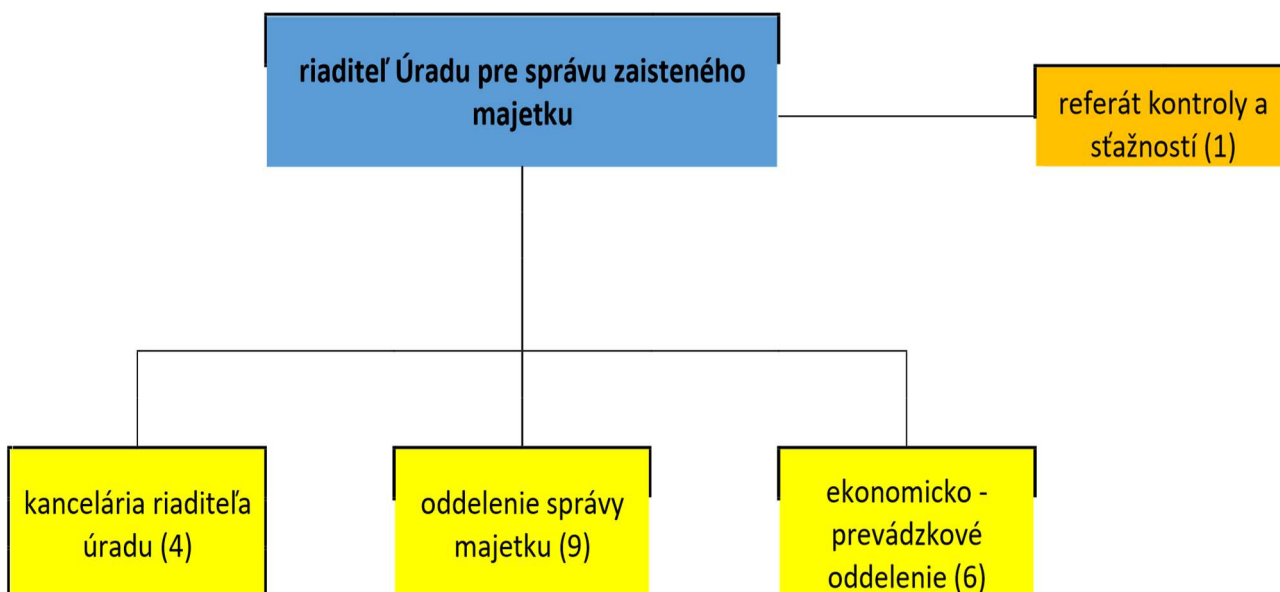 riaditeľ Úradu pre správu zaisteného
majetku
referát kontroly a
sťažností (1)
kancelária riaditeľa
úradu (4)
oddelenie správy
majetku (9)
ekonomicko -
prevádzkové
oddelenie (6)